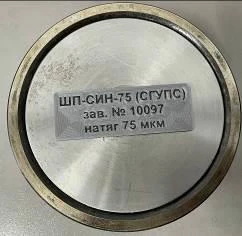 ШП-СИН-75 (СГУПС)
зав. № 10097
натяг 75 мкм